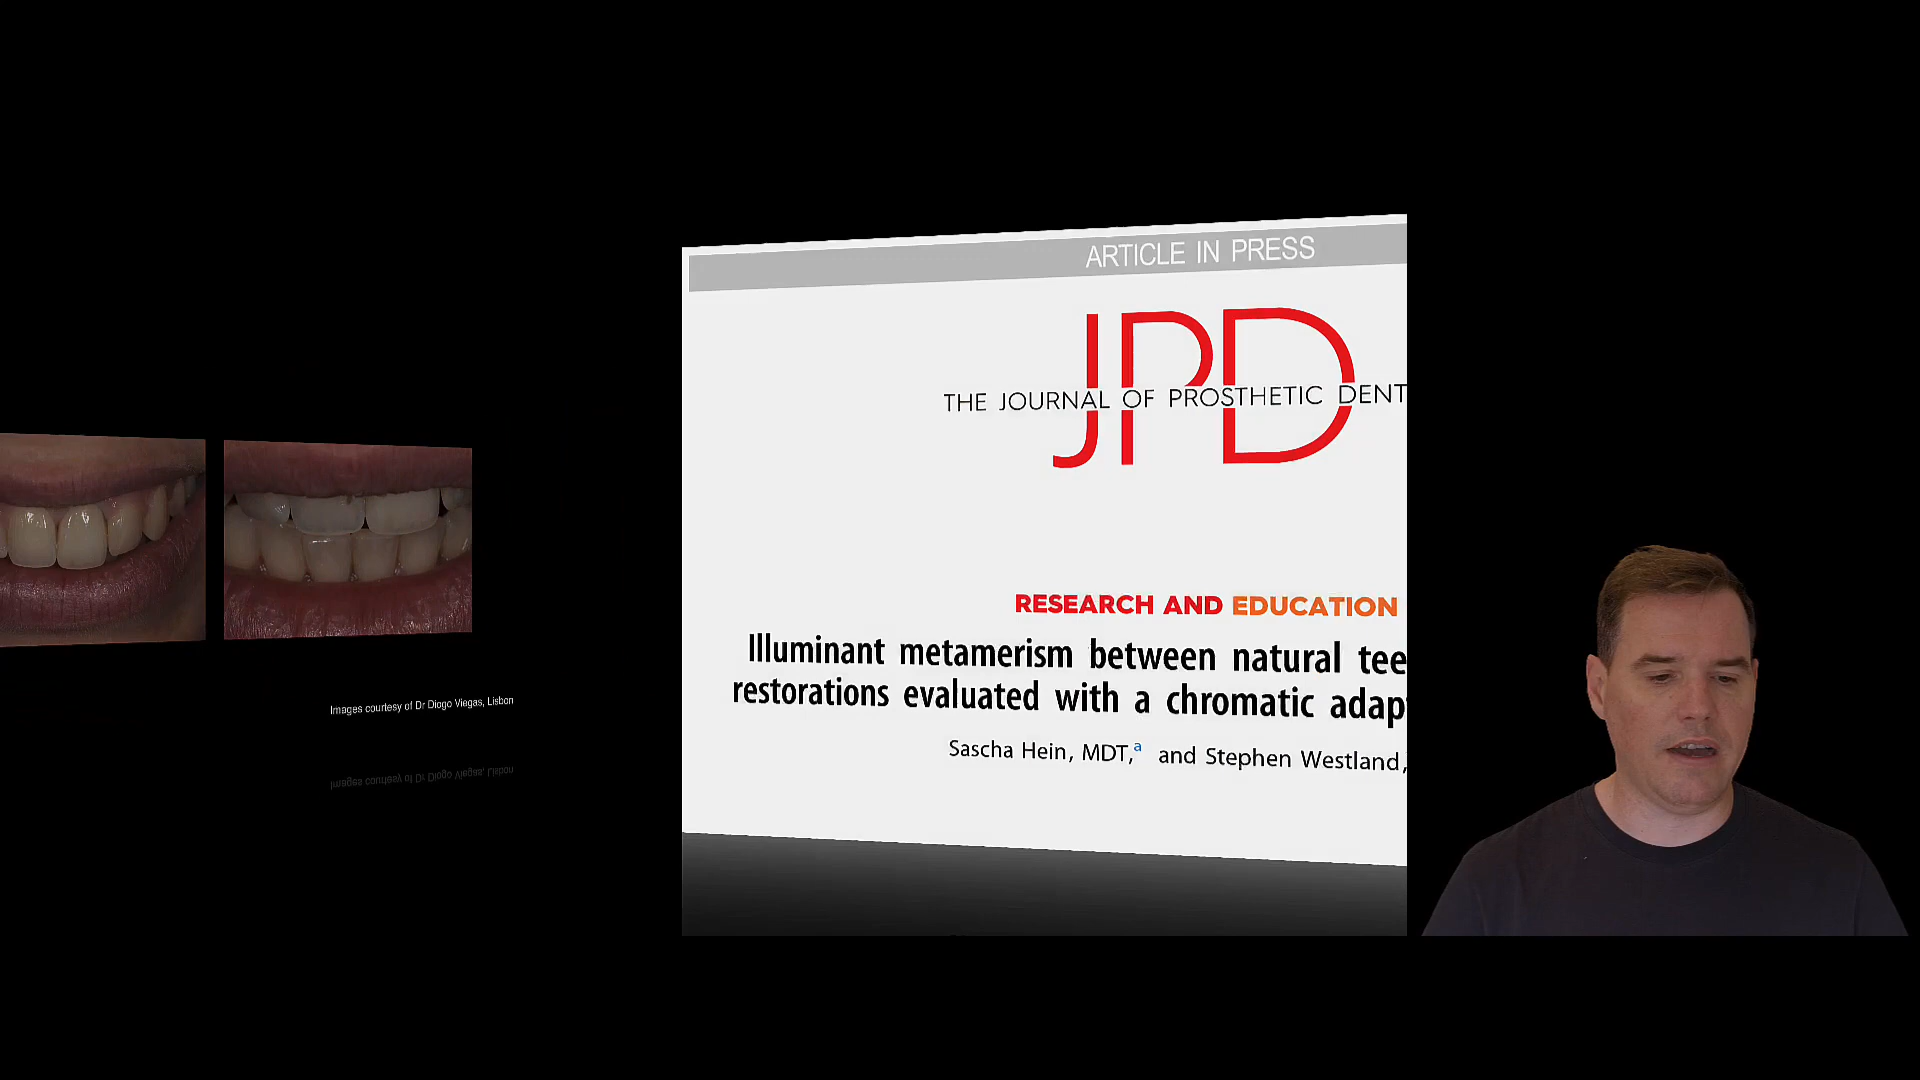 ARTICLE IN PRESS
JPD
THE JOURNAL OF PROSTHETIC DENT
RESEARCH AND EDUCATION
Illuminant metamerism between natural tee
restorations evaluated with a chromatic adap
Sascha Hein, MDT,ᵃ and Stephen Westland,
Images courtesy of Dr Diogo Viegas, Lisbon